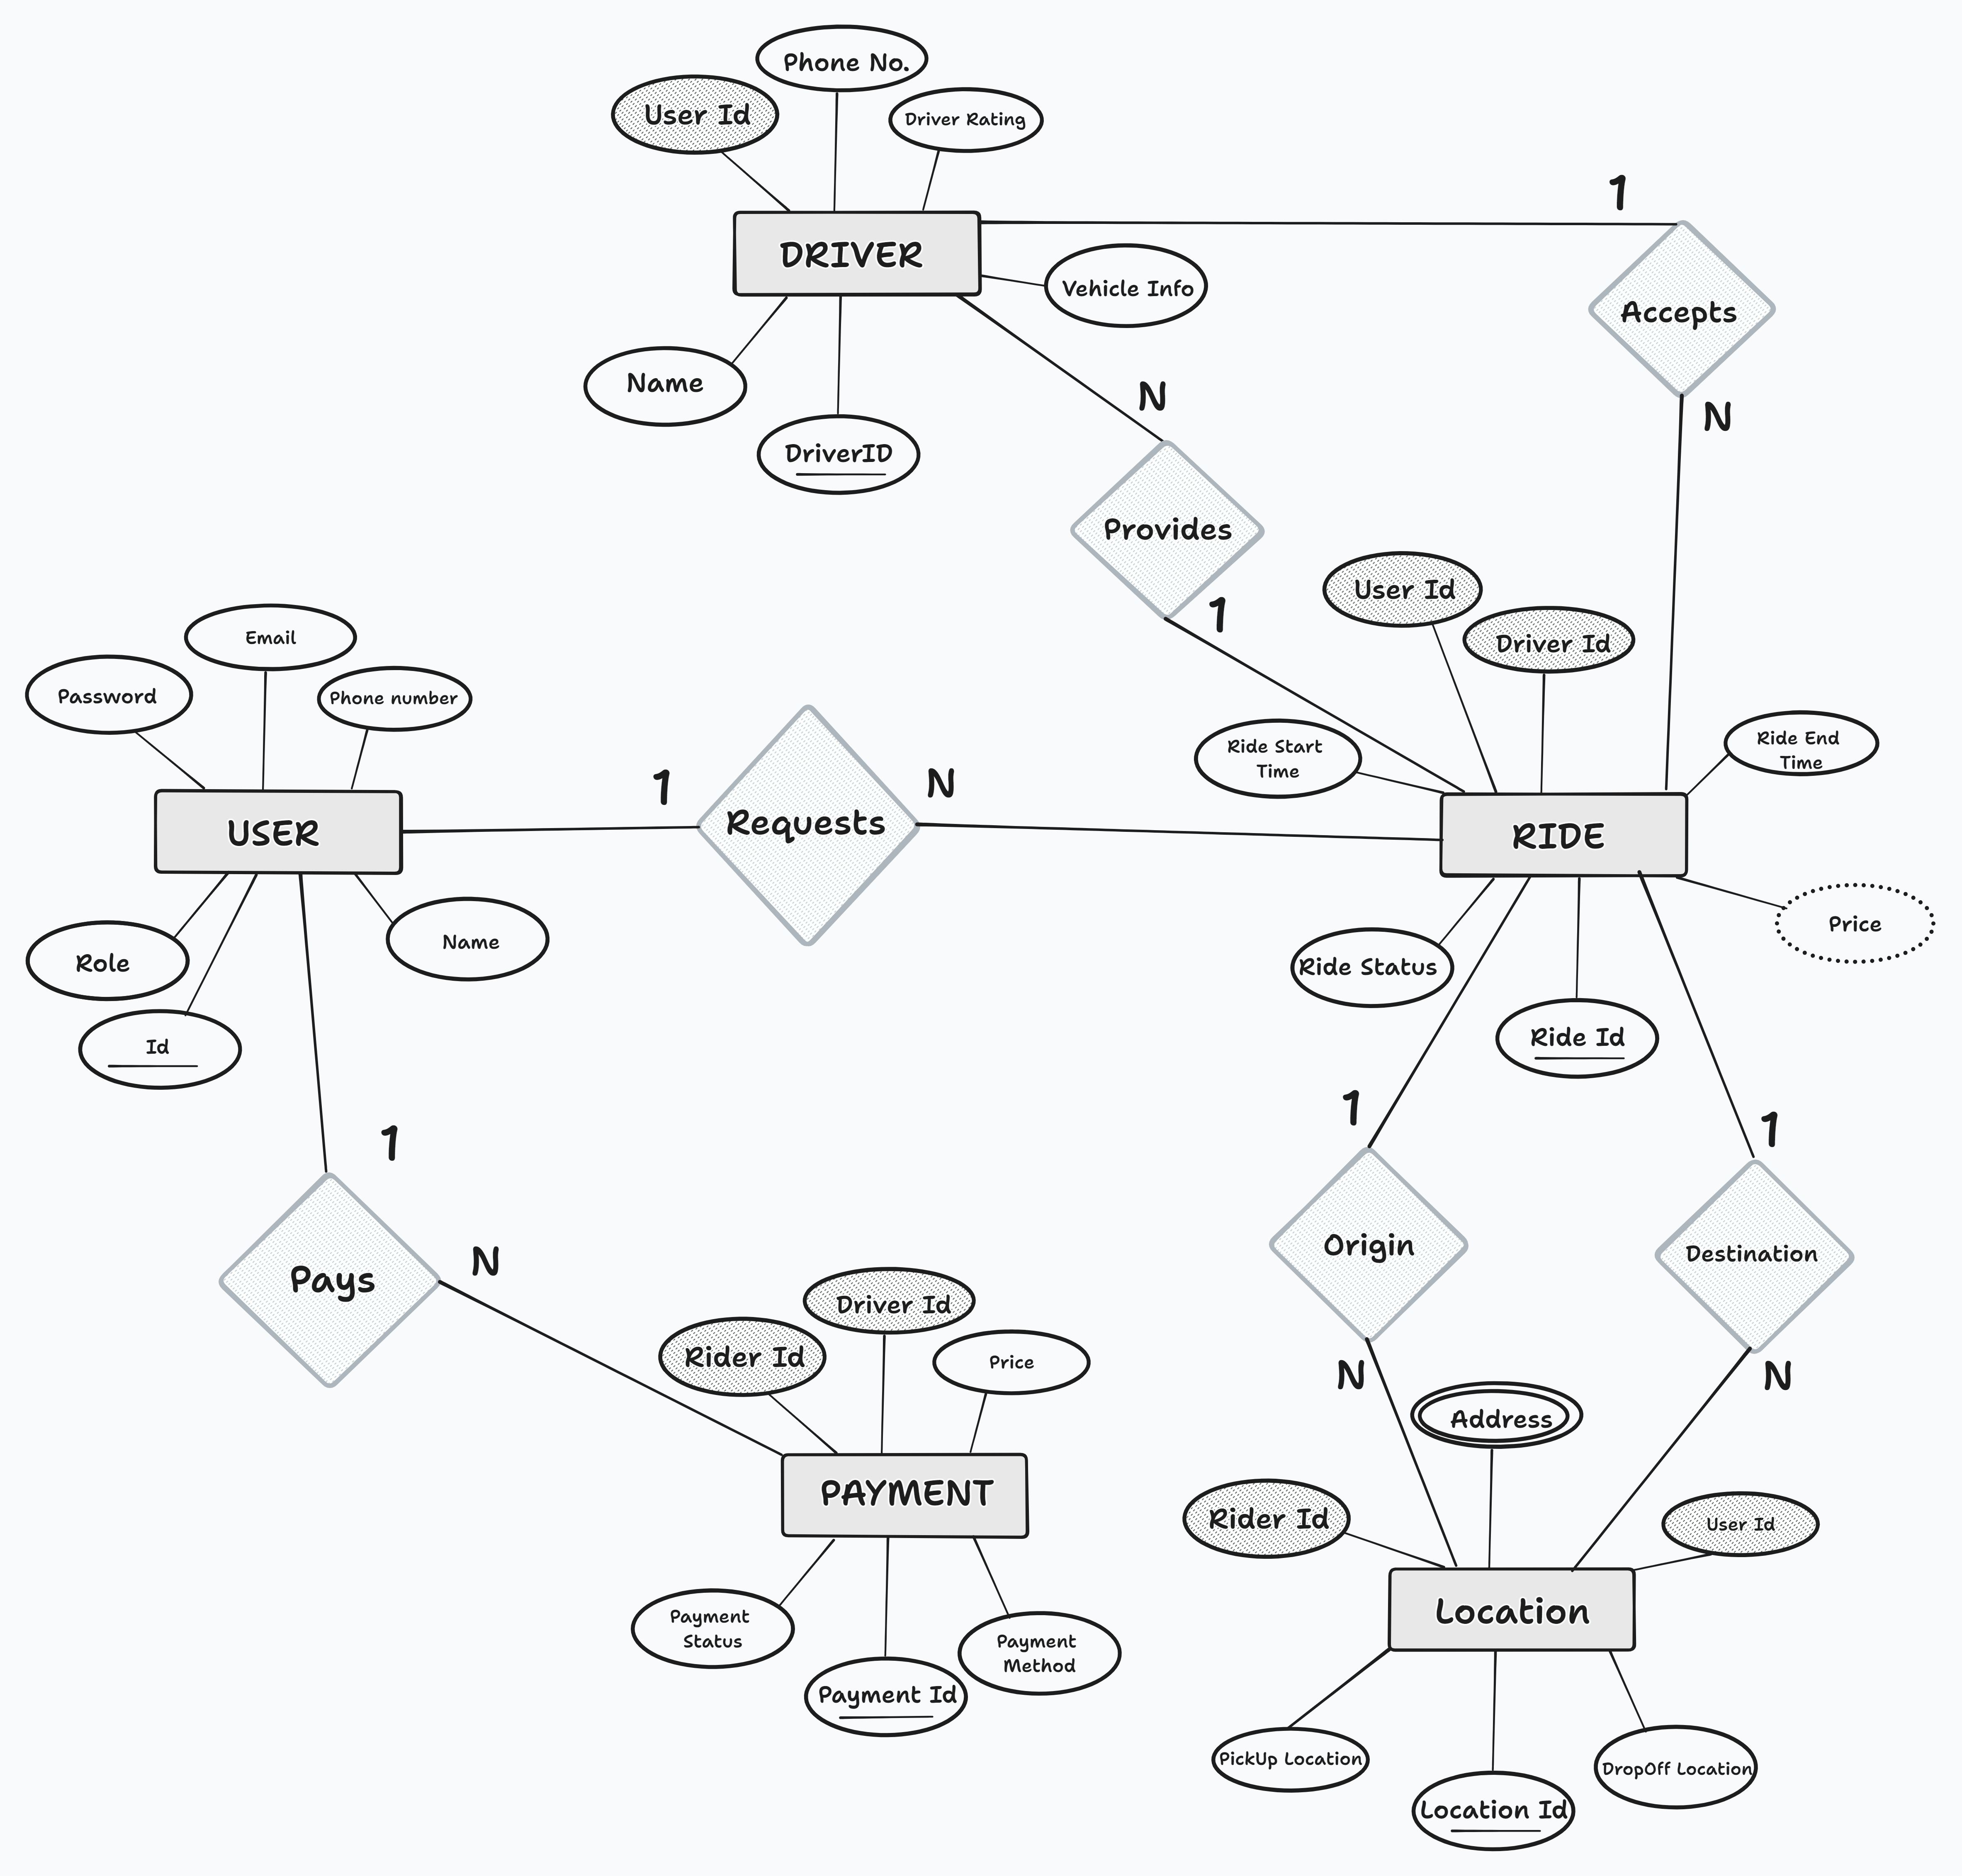 Phone No.
User Id
Driver Rating
1
DRIVER
Vehicle Info
Accepts
Name
N
N
DriverID
Provides
User Id
1
Driver Id
Email
Password
Phone number
Ride Start
Time
Ride End
Time
1
N
USER
Requests
RIDE
Price
Name
Role
Ride Status
Id
Ride Id
1
1
1
Origin
Destination
N
Pays
Driver Id
Rider Id
Price
N
N
Address
PAYMENT
Rider Id
User Id
Location
Payment
Status
Payment
Method
Payment Id
PickUp Location
DropOff Location
Location Id